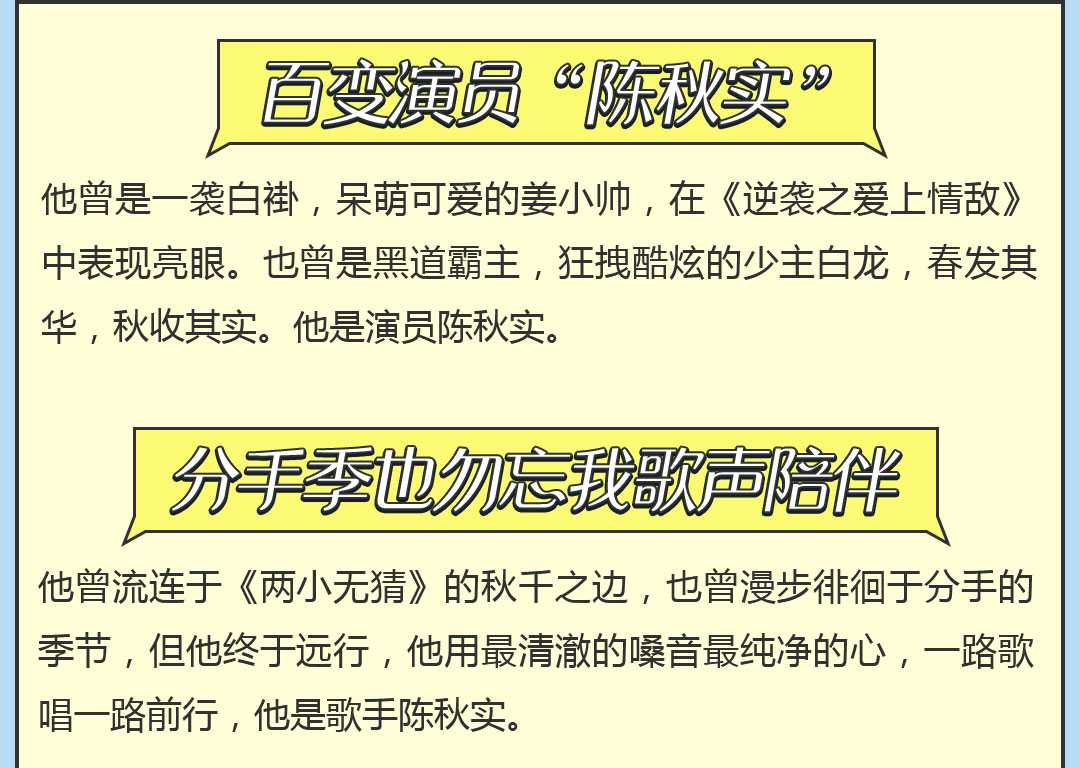 百变演员“陈秋实”
他曾是一袭白褂，呆萌可爱的姜小帅，在《逆袭之爱上情敌》
中表现亮眼。也曾是黑道霸主，狂拽酷炫的少主白龙，春发其
华，秋收其实。他是演员陈秋实。
分手季也勿忘我歌声陪伴
他曾流连于《两小无猜》的秋千之边，也曾漫步徘徊于分手的
季节，但他终于远行，他用最清澈的嗓音最纯净的心，一路歌
唱一路前行，他是歌手陈秋实。